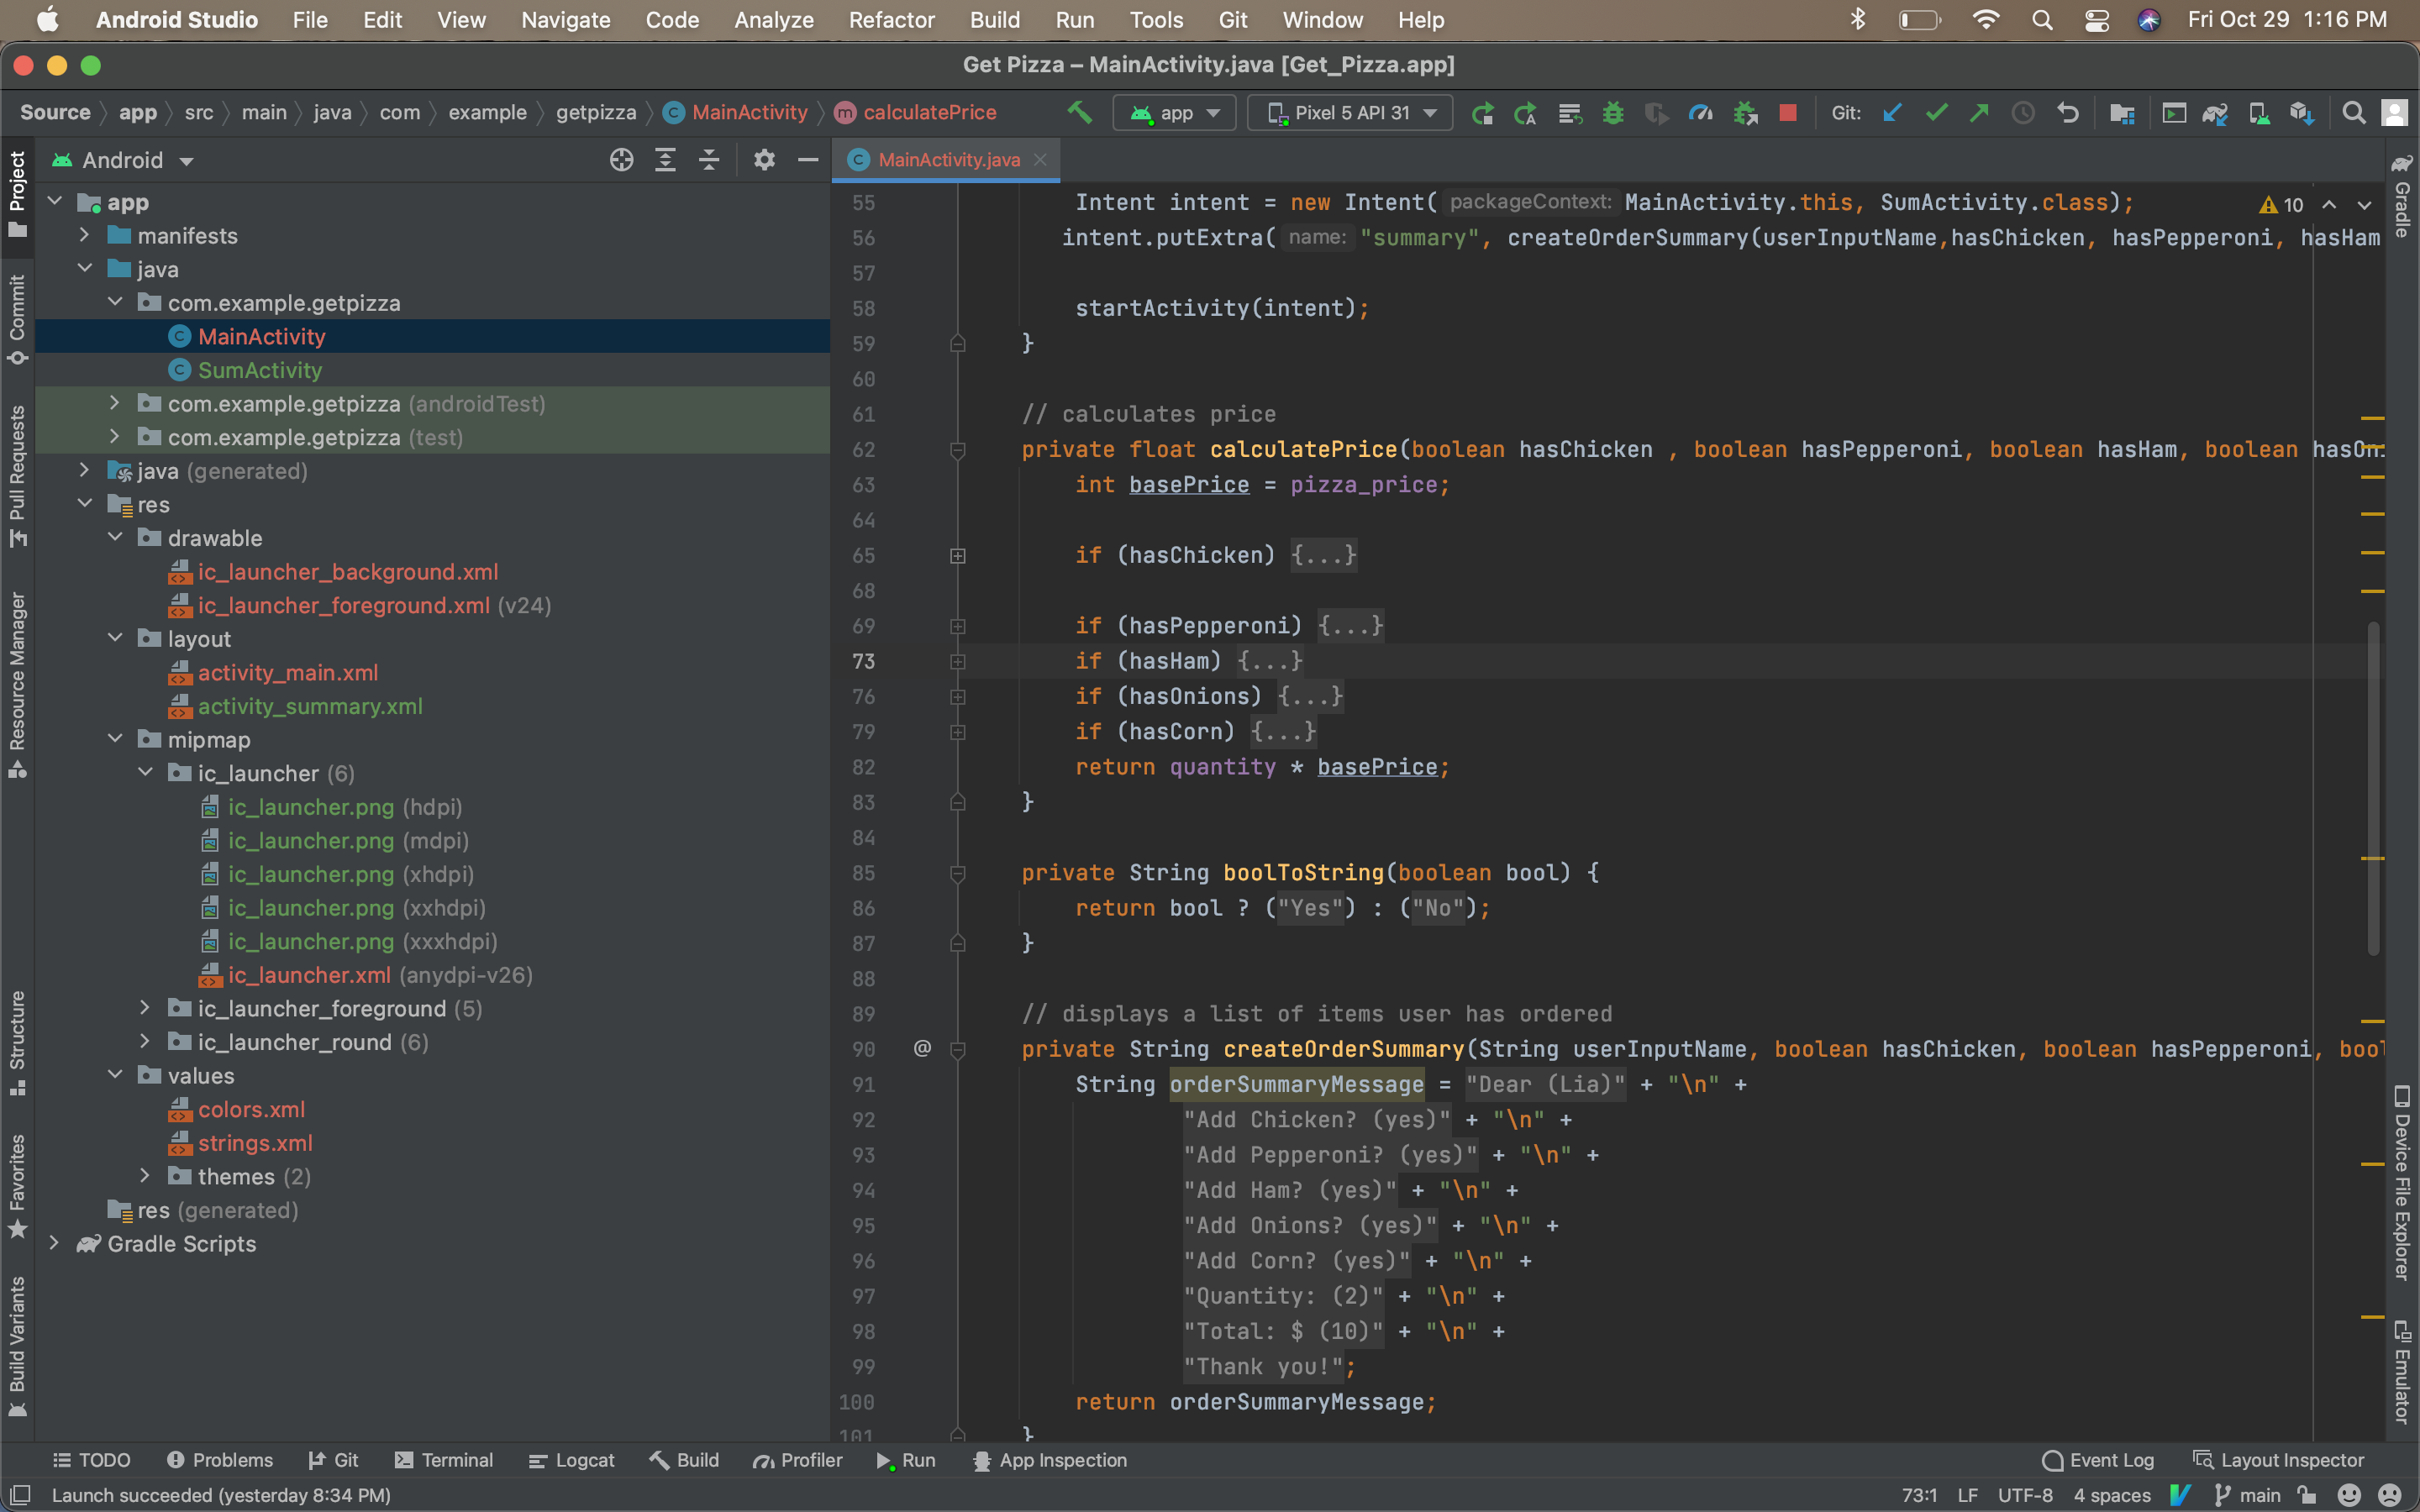 Android Studio File Edit View Navigate Code Analyze Refactor Build Run Tools Git Window Help Fri Oct 29 1:16 PM
Get Pizza – MainActivity.java [Get_Pizza.app]
Source app src main java com example getpizza MainActivity calculatePrice app Pixel 5 API 31 Git:
Android
MainActivity.java
Project
Commit
Pull Requests
Resource Manager
Structure
Favorites
Build Variants
app
manifests
java
com.example.getpizza
MainActivity
SumActivity
com.example.getpizza (androidTest)
com.example.getpizza (test)
java (generated)
res
drawable
ic_launcher_background.xml
ic_launcher_foreground.xml (v24)
layout
activity_main.xml
activity_summary.xml
mipmap
ic_launcher (6)
ic_launcher.png (hdpi)
ic_launcher.png (mdpi)
ic_launcher.png (xhdpi)
ic_launcher.png (xxhdpi)
ic_launcher.png (xxxhdpi)
ic_launcher.xml (anydpi-v26)
ic_launcher_foreground (5)
ic_launcher_round (6)
values
colors.xml
strings.xml
themes (2)
res (generated)
Gradle Scripts
55 Intent intent = new Intent( packageContext: MainActivity.this, SumActivity.class); 10
56 intent.putExtra( name: "summary", createOrderSummary(userInputName,hasChicken, hasPepperoni, hasHam
57
58 startActivity(intent);
59 }
60
61 // calculates price
62 private float calculatePrice(boolean hasChicken , boolean hasPepperoni, boolean hasHam, boolean hasOni
63 int basePrice = pizza_price;
64
65 if (hasChicken) {...}
68
69 if (hasPepperoni) {...}
73 if (hasHam) {...}
76 if (hasOnions) {...}
79 if (hasCorn) {...}
82 return quantity * basePrice;
83 }
84
85 private String boolToString(boolean bool) {
86 return bool ? ("Yes") : ("No");
87 }
88
89 // displays a list of items user has ordered
90 @ private String createOrderSummary(String userInputName, boolean hasChicken, boolean hasPepperoni, bool
91 String orderSummaryMessage = "Dear (Lia)" + "\n" +
92 "Add Chicken? (yes)" + "\n" +
93 "Add Pepperoni? (yes)" + "\n" +
94 "Add Ham? (yes)" + "\n" +
95 "Add Onions? (yes)" + "\n" +
96 "Add Corn? (yes)" + "\n" +
97 "Quantity: (2)" + "\n" +
98 "Total: $ (10)" + "\n" +
99 "Thank you!";
100 return orderSummaryMessage;
101 }
Gradle
Device File Explorer
Emulator
TODO Problems Git Terminal Logcat Build Profiler Run App Inspection Event Log Layout Inspector
Launch succeeded (yesterday 8:34 PM) 73:1 LF UTF-8 4 spaces main